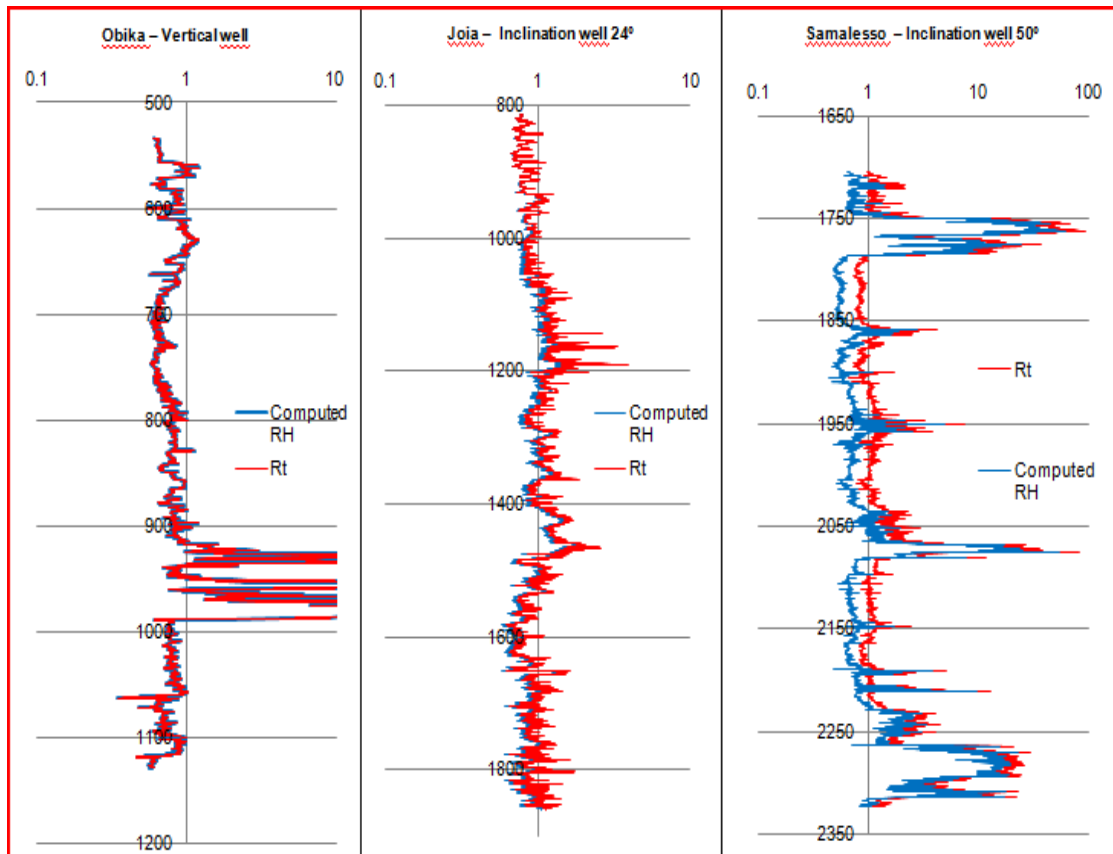 Obika – Vertical well
0.1 1 10
500
600
700
800
900
1000
1100
1200
Computed
RH
Rt
Joia – Inclination well 24º
0.1 1 10
800
1000
1200
1400
1600
1800
Computed
RH
Rt
Samalesso – Inclination well 50º
0.1 1 10 100
1650
1750
1850
1950
2050
2150
2250
2350
Rt
Computed
RH